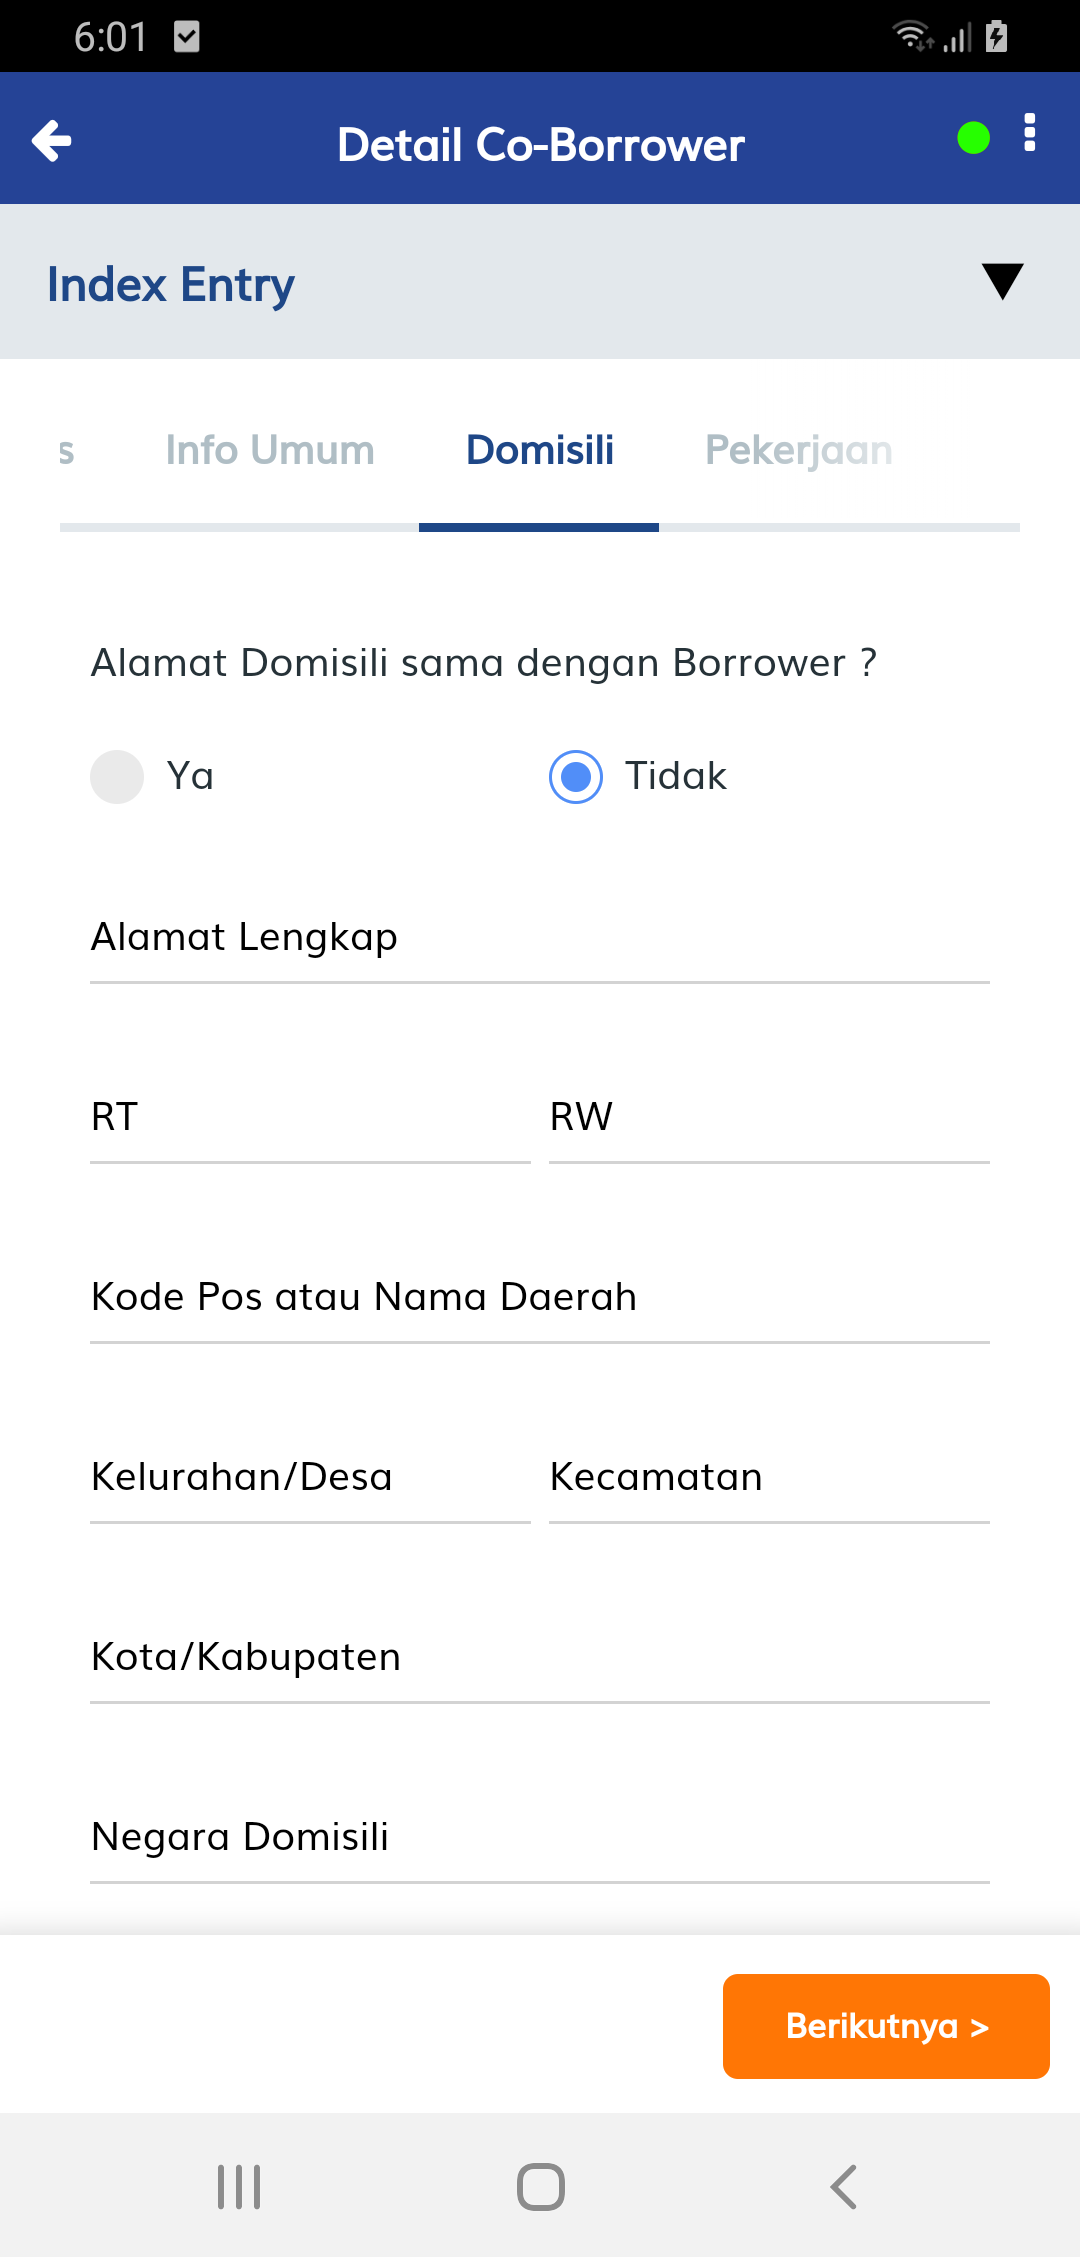 6:01
Detail Co-Borrower
Index Entry
s Info Umum Domisili Pekerjaan
Alamat Domisili sama dengan Borrower ?
Ya Tidak
Alamat Lengkap
RT RW
Kode Pos atau Nama Daerah
Kelurahan/Desa Kecamatan
Kota/Kabupaten
Negara Domisili
Berikutnya >